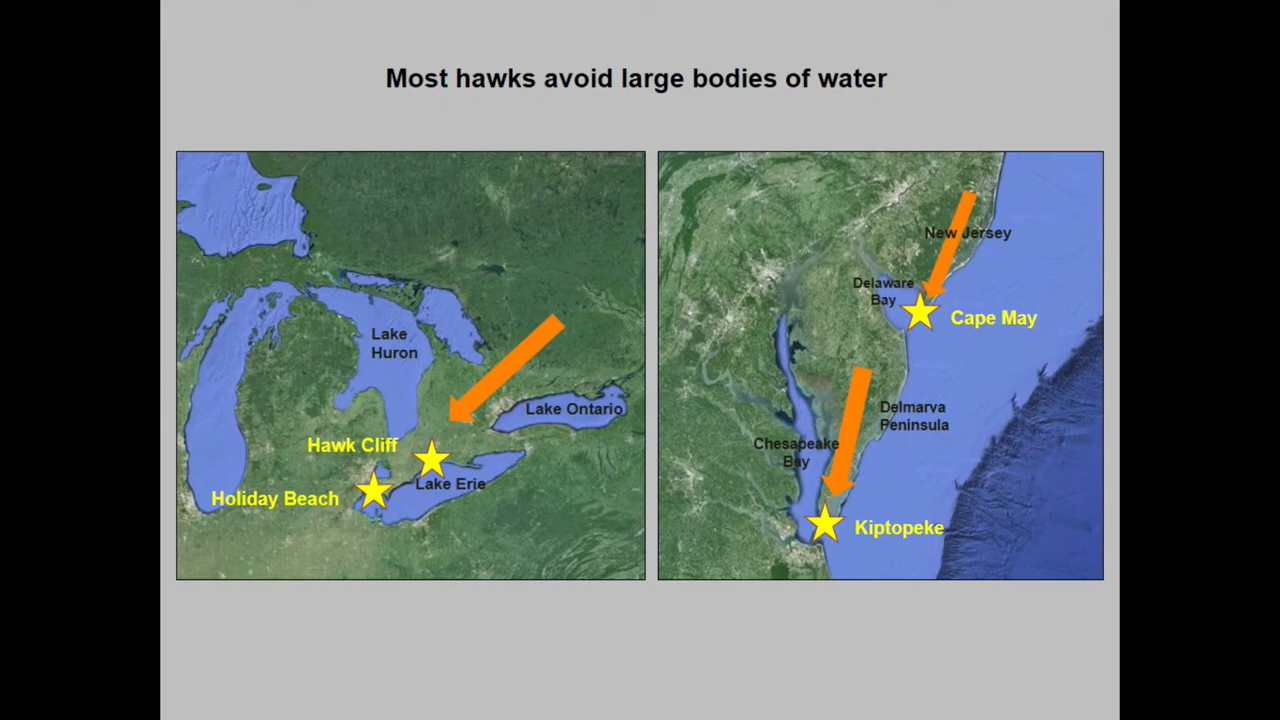 Most hawks avoid large bodies of water
Lake
Huron
Lake Ontario
Hawk Cliff
Lake Erie
Holiday Beach
New Jersey
Delaware
Bay
Cape May
Delmarva
Peninsula
Chesapeake
Bay
Kiptopeke